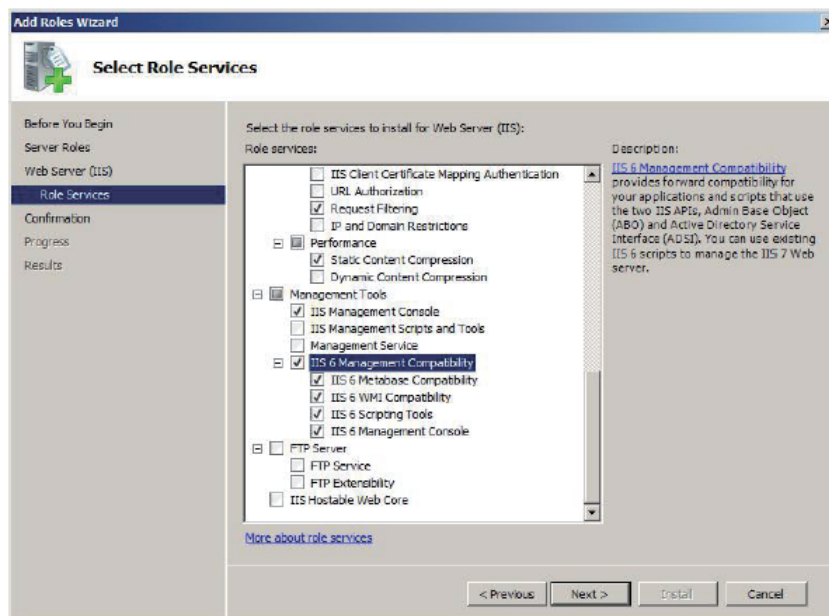 Add Roles Wizard
Select Role Services
Before You Begin
Server Roles
Web Server (IIS)
Role Services
Confirmation
Progress
Results
Select the role services to install for Web Server (IIS):
Role services:
IIS Client Certificate Mapping Authentication
URL Authorization
Request Filtering
IP and Domain Restrictions
Performance
Static Content Compression
Dynamic Content Compression
Management Tools
IIS Management Console
IIS Management Scripts and Tools
Management Service
IIS 6 Management Compatibility
IIS 6 Metabase Compatibility
IIS 6 WMI Compatibility
IIS 6 Scripting Tools
IIS 6 Management Console
FTP Server
FTP Service
FTP Extensibility
IIS Hostable Web Core
More about role services
Description:
IIS 6 Management Compatibility
provides forward compatibility for
your applications and scripts that use
the two IIS APIs, Admin Base Object
(ABO) and Active Directory Service
Interface (ADSI). You can use existing
IIS 6 scripts to manage the IIS 7 Web
server.
< Previous
Next >
Install
Cancel